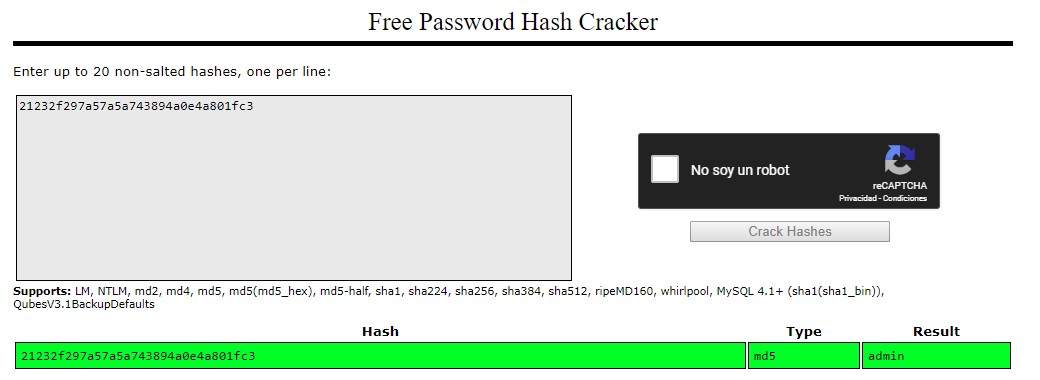 Free Password Hash Cracker
Enter up to 20 non-salted hashes, one per line:
21232f297a57a5a743894a0e4a801fc3
No soy un robot
reCAPTCHA
Privacidad - Condiciones
Crack Hashes
Supports: LM, NTLM, md2, md4, md5, md5(md5_hex), md5-half, sha1, sha224, sha256, sha384, sha512, ripeMD160, whirlpool, MySQL 4.1+ (sha1(sha1_bin)),
QubesV3.1BackupDefaults
Hash Type Result
21232f297a57a5a743894a0e4a801fc3 md5 admin